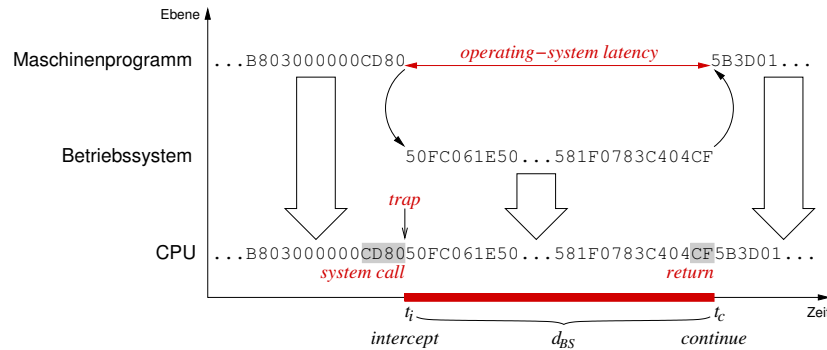 Ebene
Maschinenprogramm ...B803000000CD80 operating-system latency 5B3D01...
Betriebssystem 50FC061E50...581F0783C404CF
trap
CPU ...B803000000CD8050FC061E50...581F0783C404CF5B3D01...
system call return
t_i t_c Zeit
intercept d_BS continue